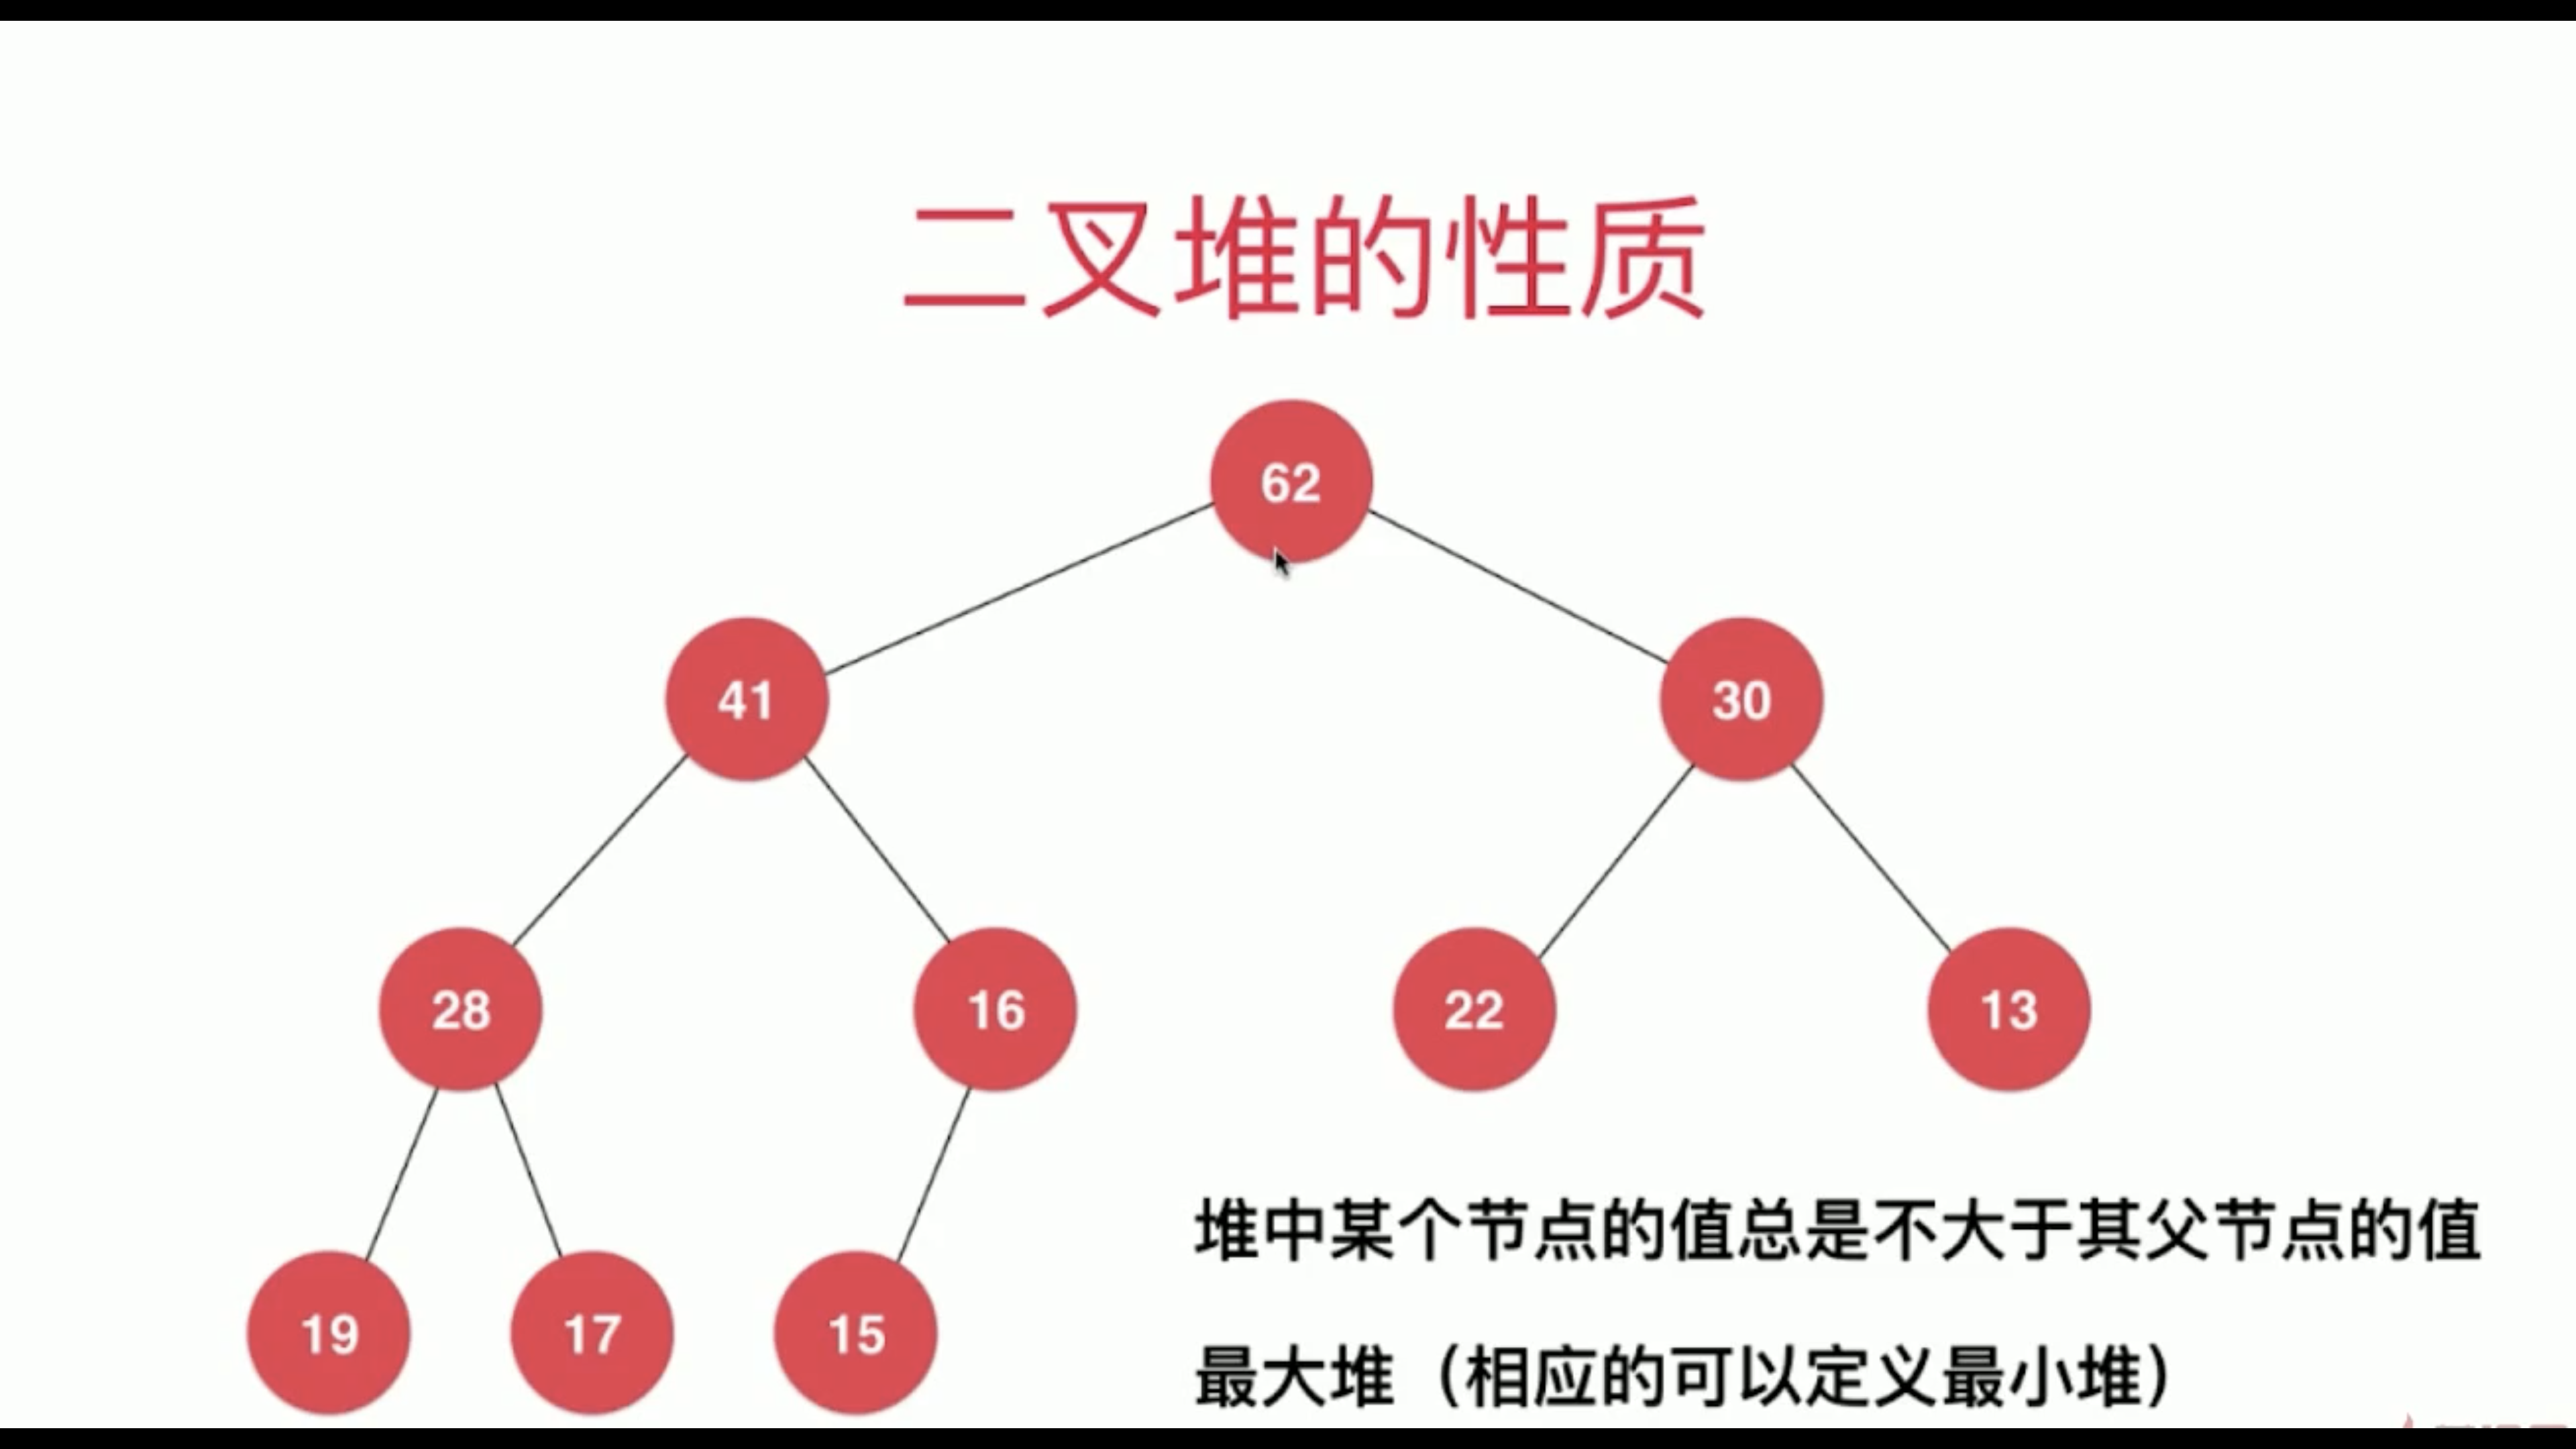 二叉堆的性质
62
41 30
28 16 22 13
19 17 15
堆中某个节点的值总是不大于其父节点的值
最大堆（相应的可以定义最小堆）